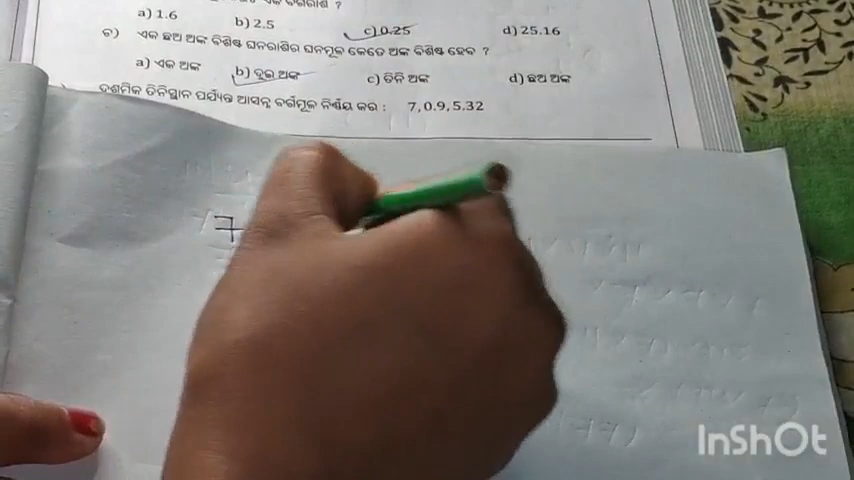 a) 1.6 b) 2.5 c) 0.25 d) 25.16
ଚ) ଏକ ଛଅ ଅଙ୍କ ବିଶିଷ୍ଟ ଘନରାଶିର ଘନମୂଳ କେତେ ଅଙ୍କ ବିଶିଷ୍ଟ ହେବ ?
a) ଏକ ଅଙ୍କ b) ଦୁଇ ଅଙ୍କ c) ତିନି ଅଙ୍କ d) ଛଅ ଅଙ୍କ
ଦଶମିକ ତିନିସ୍ଥାନ ପର୍ଯ୍ୟନ୍ତ ଆସନ୍ନ ବର୍ଗମୂଳ ନିର୍ଣ୍ଣୟ କର : 7, 0.9, 5.32
7
InShOt